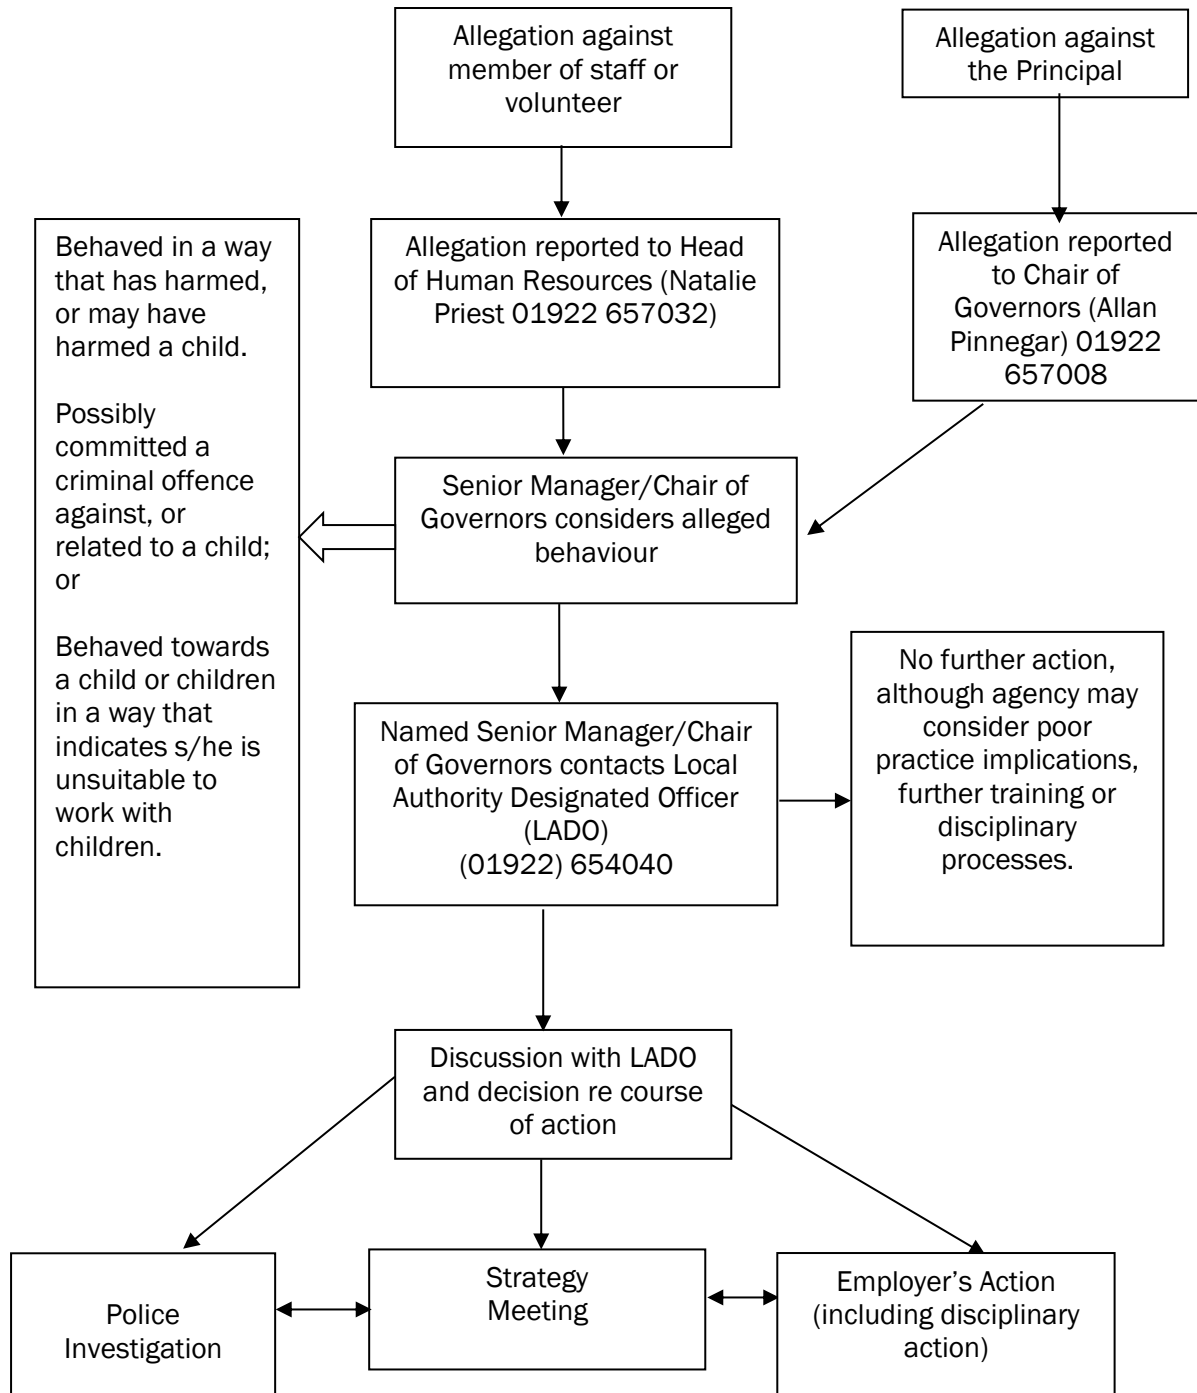 Allegation against
member of staff or
volunteer
Allegation against
the Principal
Behaved in a way
that has harmed,
or may have
harmed a child.
Possibly
committed a
criminal offence
against, or
related to a child;
or
Behaved towards
a child or children
in a way that
indicates s/he is
unsuitable to
work with
children.
Allegation reported to Head
of Human Resources (Natalie
Priest 01922 657032)
Allegation reported
to Chair of
Governors (Allan
Pinnegar) 01922
657008
Senior Manager/Chair of
Governors considers alleged
behaviour
Named Senior Manager/Chair
of Governors contacts Local
Authority Designated Officer
(LADO)
(01922) 654040
No further action,
although agency may
consider poor
practice implications,
further training or
disciplinary
processes.
Discussion with LADO
and decision re course
of action
Police
Investigation
Strategy
Meeting
Employer’s Action
(including disciplinary
action)